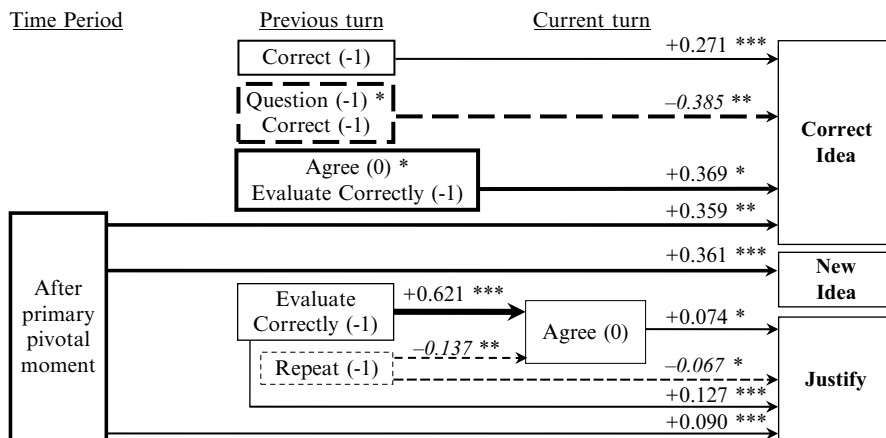 Time Period Previous turn Current turn
Correct (-1) +0.271 ***
Question (-1) *
Correct (-1)
–0.385 **
Correct
Idea
Agree (0) *
Evaluate Correctly (-1)
+0.369 *
+0.359 **
After
primary
pivotal
moment
+0.361 ***
New
Idea
Evaluate
Correctly (-1)
+0.621 ***
Agree (0)
+0.074 *
Repeat (-1)
–0.137 **
–0.067 *
Justify
+0.127 ***
+0.090 ***